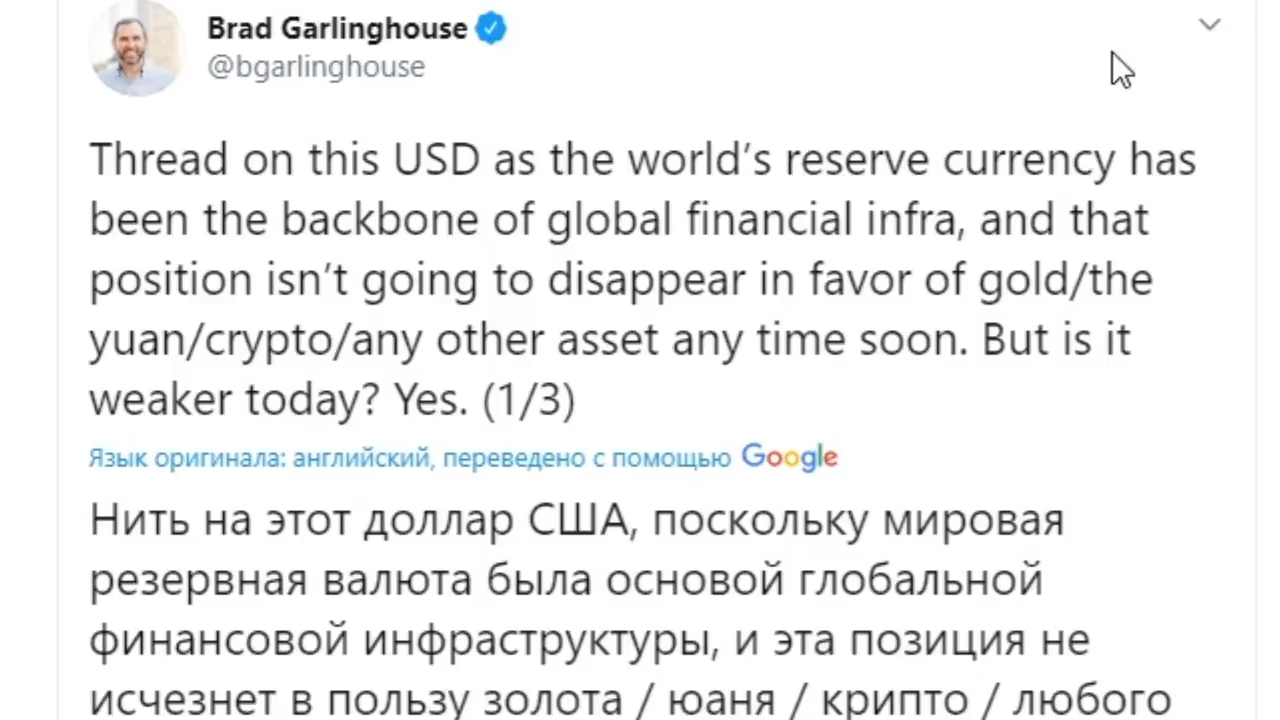 Brad Garlinghouse
@bgarlinghouse
Thread on this USD as the world’s reserve currency has
been the backbone of global financial infra, and that
position isn’t going to disappear in favor of gold/the
yuan/crypto/any other asset any time soon. But is it
weaker today? Yes. (1/3)
Язык оригинала: английский, переведено с помощью Google
Нить на этот доллар США, поскольку мировая
резервная валюта была основой глобальной
финансовой инфраструктуры, и эта позиция не
исчезнет в пользу золота / юаня / крипто / любого